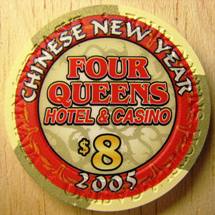 CHINESE NEW YEAR
FOUR
QUEENS
HOTEL & CASINO
$8
2005